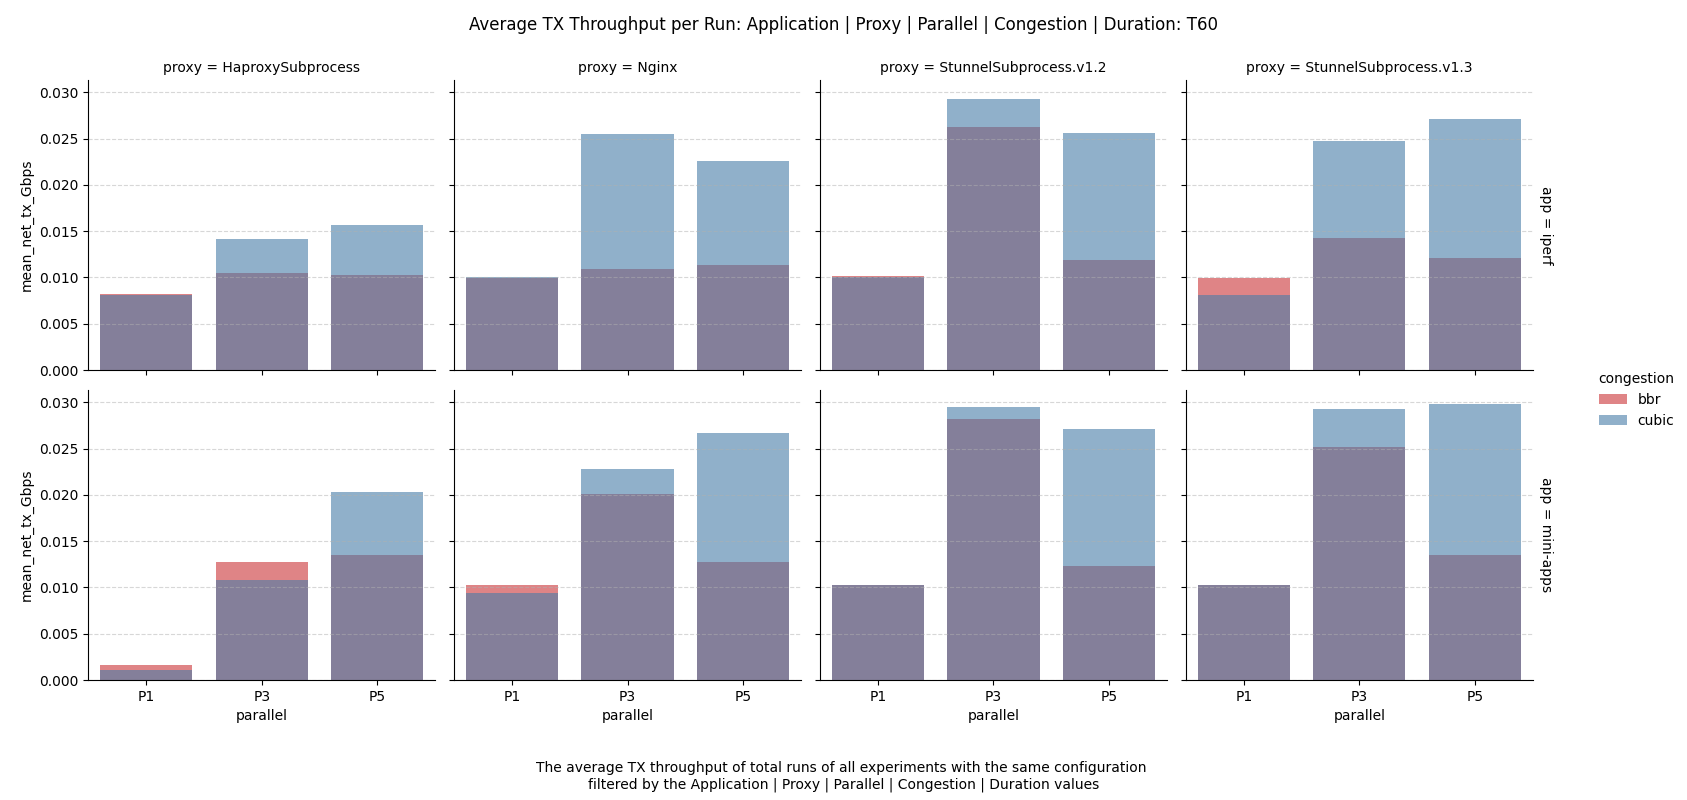 Average TX Throughput per Run: Application | Proxy | Parallel | Congestion | Duration: T60
proxy = HaproxySubprocess
proxy = Nginx
proxy = StunnelSubprocess.v1.2
proxy = StunnelSubprocess.v1.3
mean_net_tx_Gbps
0.030
0.025
0.020
0.015
0.010
0.005
0.000
app = iperf
congestion
bbr
cubic
mean_net_tx_Gbps
0.030
0.025
0.020
0.015
0.010
0.005
0.000
app = mini-apps
P1 P3 P5
P1 P3 P5
P1 P3 P5
P1 P3 P5
parallel
parallel
parallel
parallel
The average TX throughput of total runs of all experiments with the same configuration
filtered by the Application | Proxy | Parallel | Congestion | Duration values